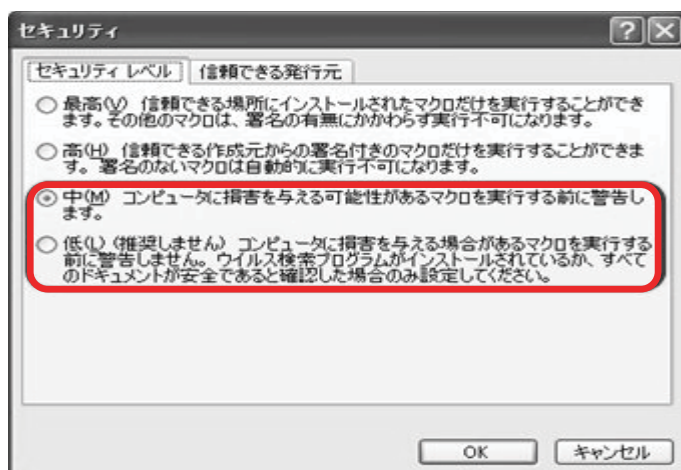 セキュリティ
セキュリティ レベル 信頼できる発行元
最高(V) 信頼できる場所にインストールされたマクロだけを実行することができ
ます。その他のマクロは、署名の有無にかかわらず実行不可になります。
高(H) 信頼できる作成元からの署名付きのマクロだけを実行することができま
す。 署名のないマクロは自動的に実行不可になります。
中(M) コンピュータに損害を与える可能性があるマクロを実行する前に警告し
ます。
低(L) (推奨しません) コンピュータに損害を与える場合があるマクロを実行する
前に警告しません。ウイルス検索プログラムがインストールされているか、すべて
のドキュメントが安全であると確認した場合のみ設定してください。
OK キャンセル